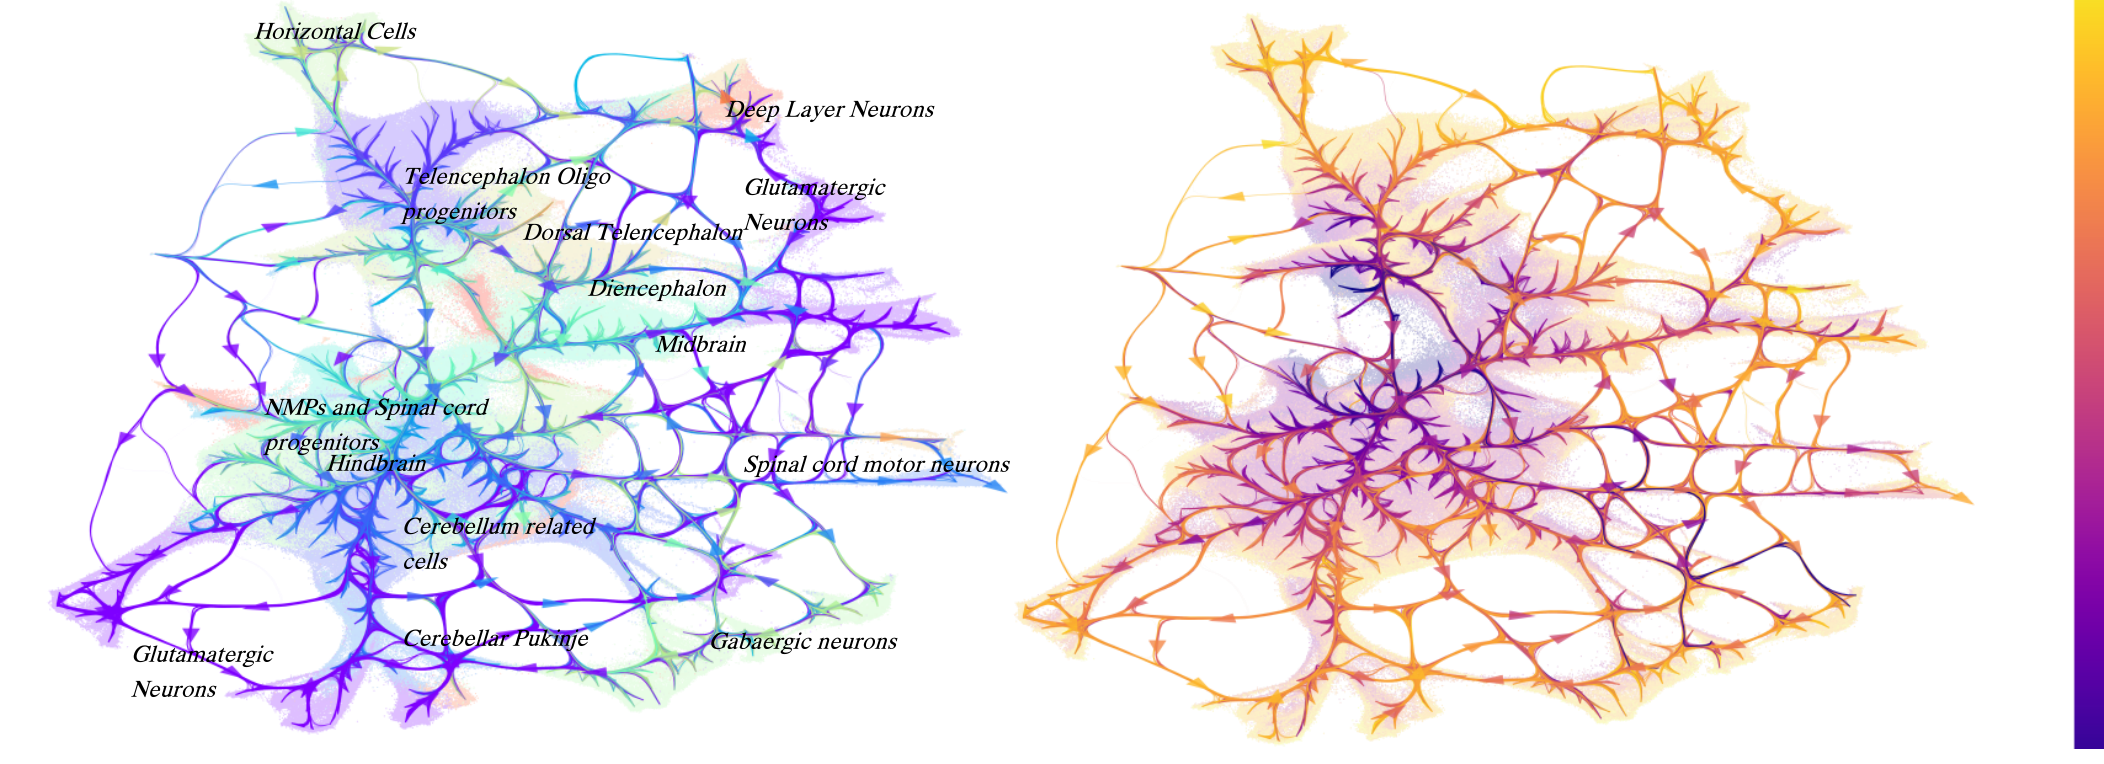 Horizontal Cells
Deep Layer Neurons
Telencephalon Oligo
progenitors
Glutamatergic
Neurons
Dorsal Telencephalon
Diencephalon
Midbrain
NMPs and Spinal cord
progenitors
Hindbrain
Spinal cord motor neurons
Cerebellum related
cells
Cerebellar Pukinje
Gabaergic neurons
Glutamatergic
Neurons